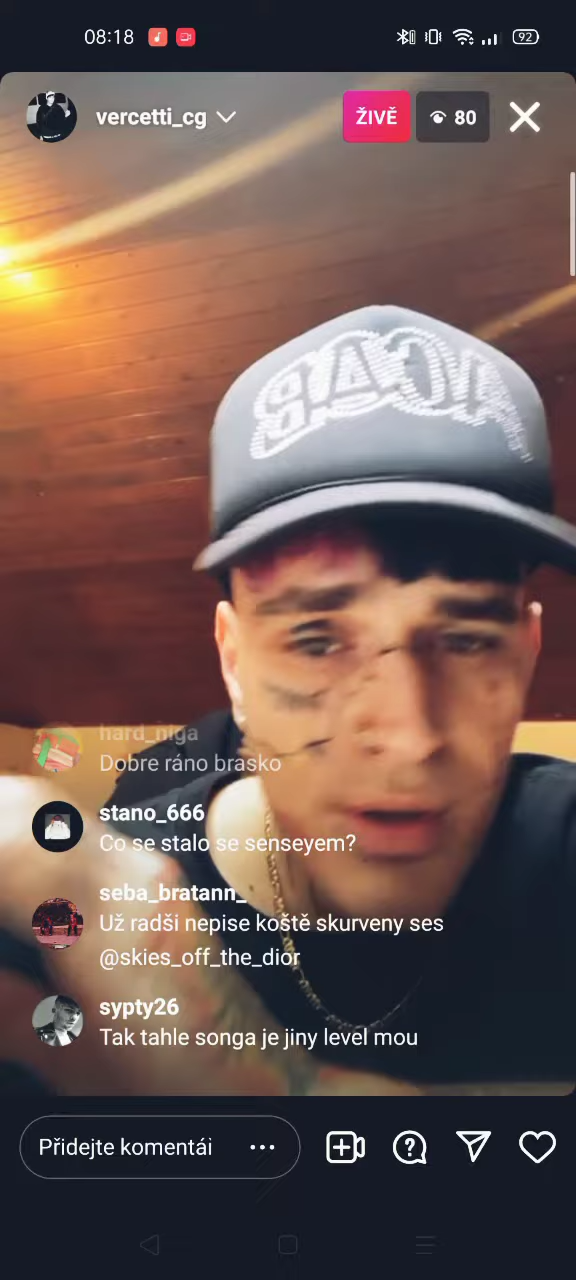 08:18
92
vercetti_cg
ŽIVĚ
80
hard_niga
Dobre ráno brasko
stano_666
Co se stalo se senseyem?
seba_bratann_
Už radši nepise koště skurveny ses
@skies_off_the_dior
sypty26
Tak tahle songa je jiny level mou
Přidejte komentái